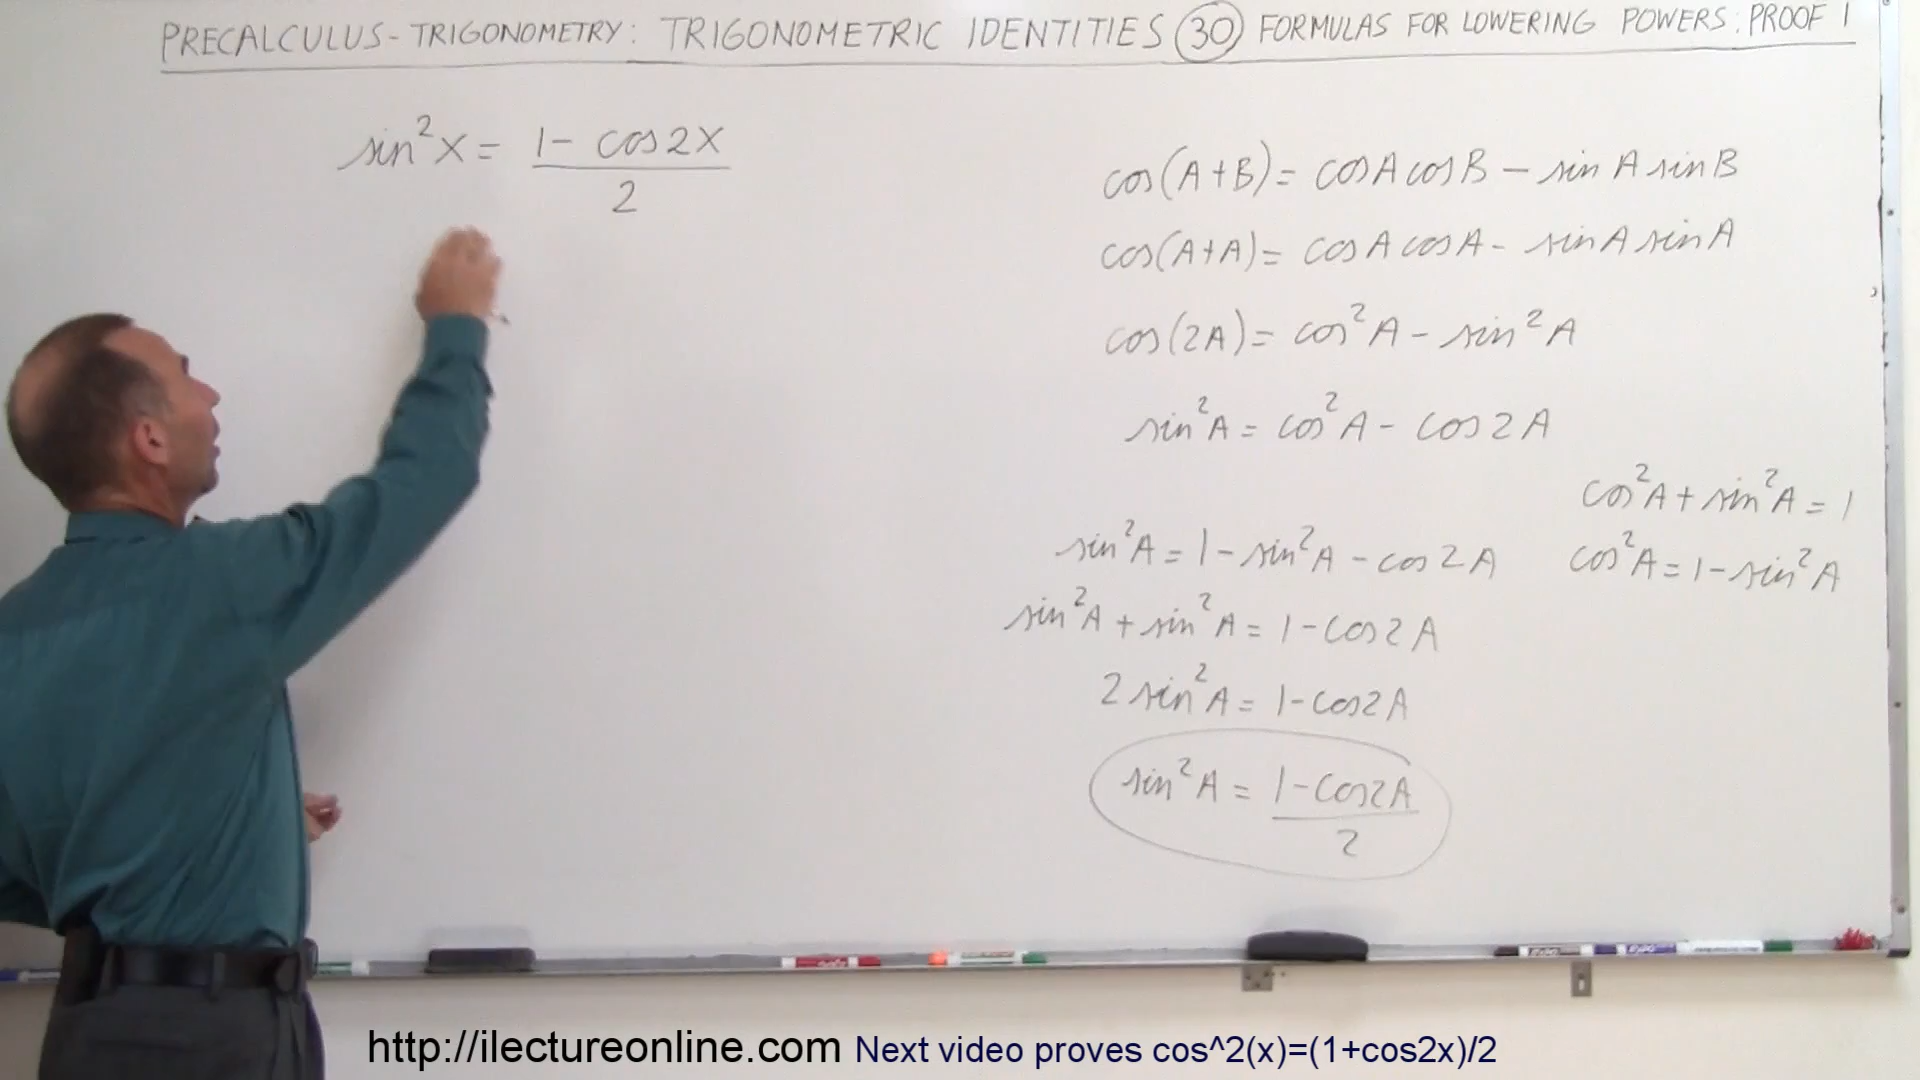 PRECALCULUS - TRIGONOMETRY: TRIGONOMETRIC IDENTITIES 30 FORMULAS FOR LOWERING POWERS: PROOF 1
sin²x = (1 - cos2x)/2
cos(A+B) = cosA cosB - sinA sinB
cos(A+A) = cosA cosA - sinA sinA
cos(2A) = cos²A - sin²A
sin²A = cos²A - cos2A
cos²A + sin²A = 1
sin²A = 1 - sin²A - cos2A
cos²A = 1 - sin²A
sin²A + sin²A = 1 - cos2A
2sin²A = 1 - cos2A
sin²A = (1 - cos2A)/2
http://ilectureonline.com Next video proves cos^2(x)=(1+cos2x)/2